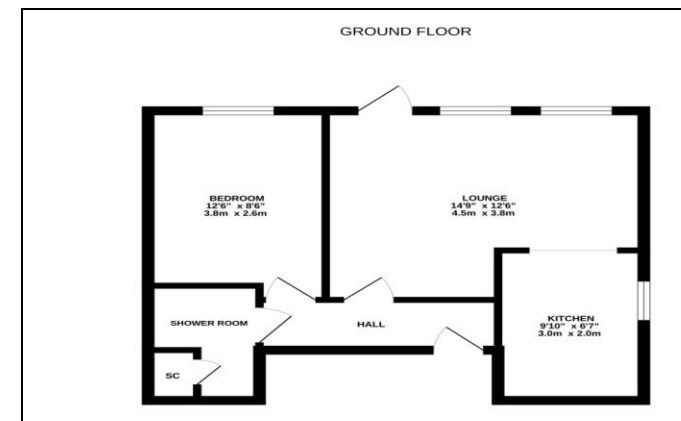 GROUND FLOOR
BEDROOM
12'6" x 8'6"
3.8m x 2.6m
LOUNGE
14'9" x 12'6"
4.5m x 3.8m
SHOWER ROOM
HALL
KITCHEN
9'10" x 6'7"
3.0m x 2.0m
SC